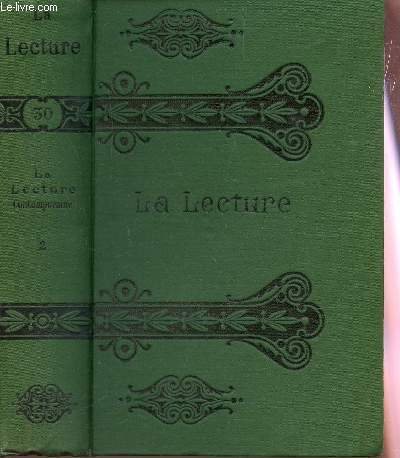 Le-livre.com
La
Lecture
30
La
Lecture
Contemporaine
2
La Lecture